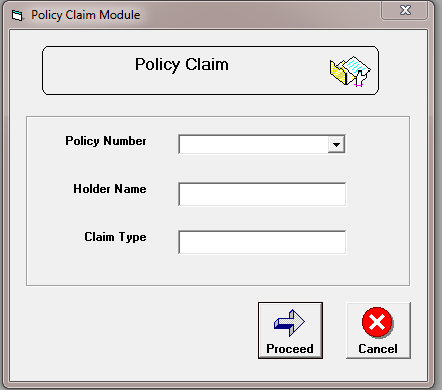 Policy Claim Module
Policy Claim
Policy Number
Holder Name
Claim Type
Proceed
Cancel